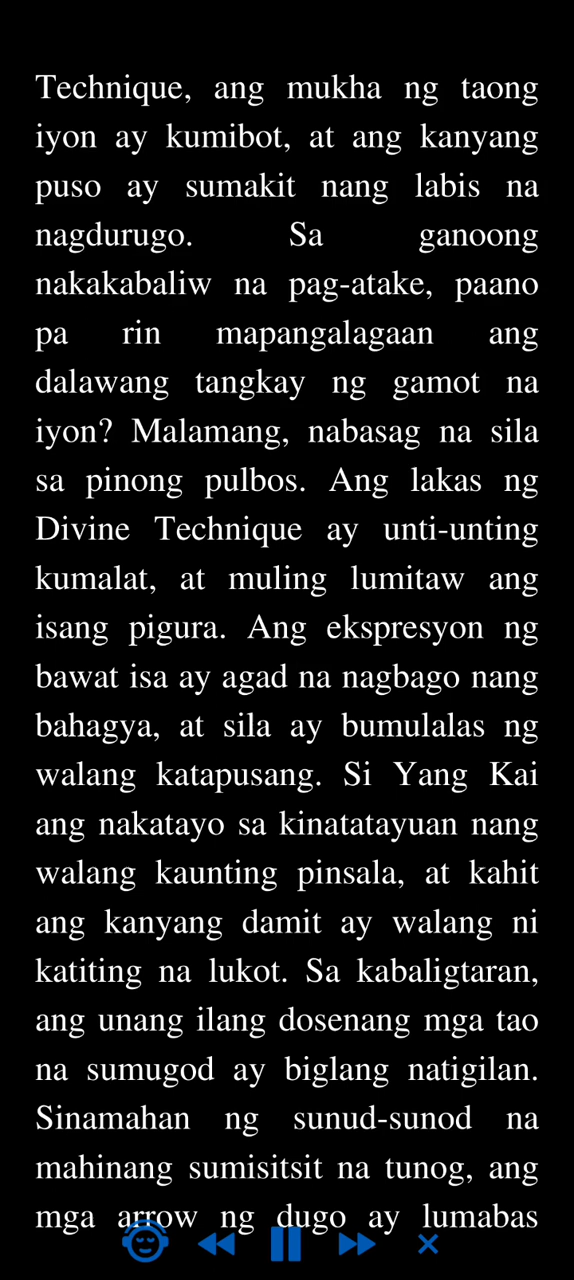 Technique, ang mukha ng taong
iyon ay kumibot, at ang kanyang
puso ay sumakit nang labis na
nagdurugo. Sa ganoong
nakakabaliw na pag-atake, paano
pa rin mapangalagaan ang
dalawang tangkay ng gamot na
iyon? Malamang, nabasag na sila
sa pinong pulbos. Ang lakas ng
Divine Technique ay unti-unting
kumalat, at muling lumitaw ang
isang pigura. Ang ekspresyon ng
bawat isa ay agad na nagbago nang
bahagya, at sila ay bumulalas ng
walang katapusang. Si Yang Kai
ang nakatayo sa kinatatayuan nang
walang kaunting pinsala, at kahit
ang kanyang damit ay walang ni
katiting na lukot. Sa kabaligtaran,
ang unang ilang dosenang mga tao
na sumugod ay biglang natigilan.
Sinamahan ng sunud-sunod na
mahinang sumisitsit na tunog, ang
mga arrow ng dugo ay lumabas